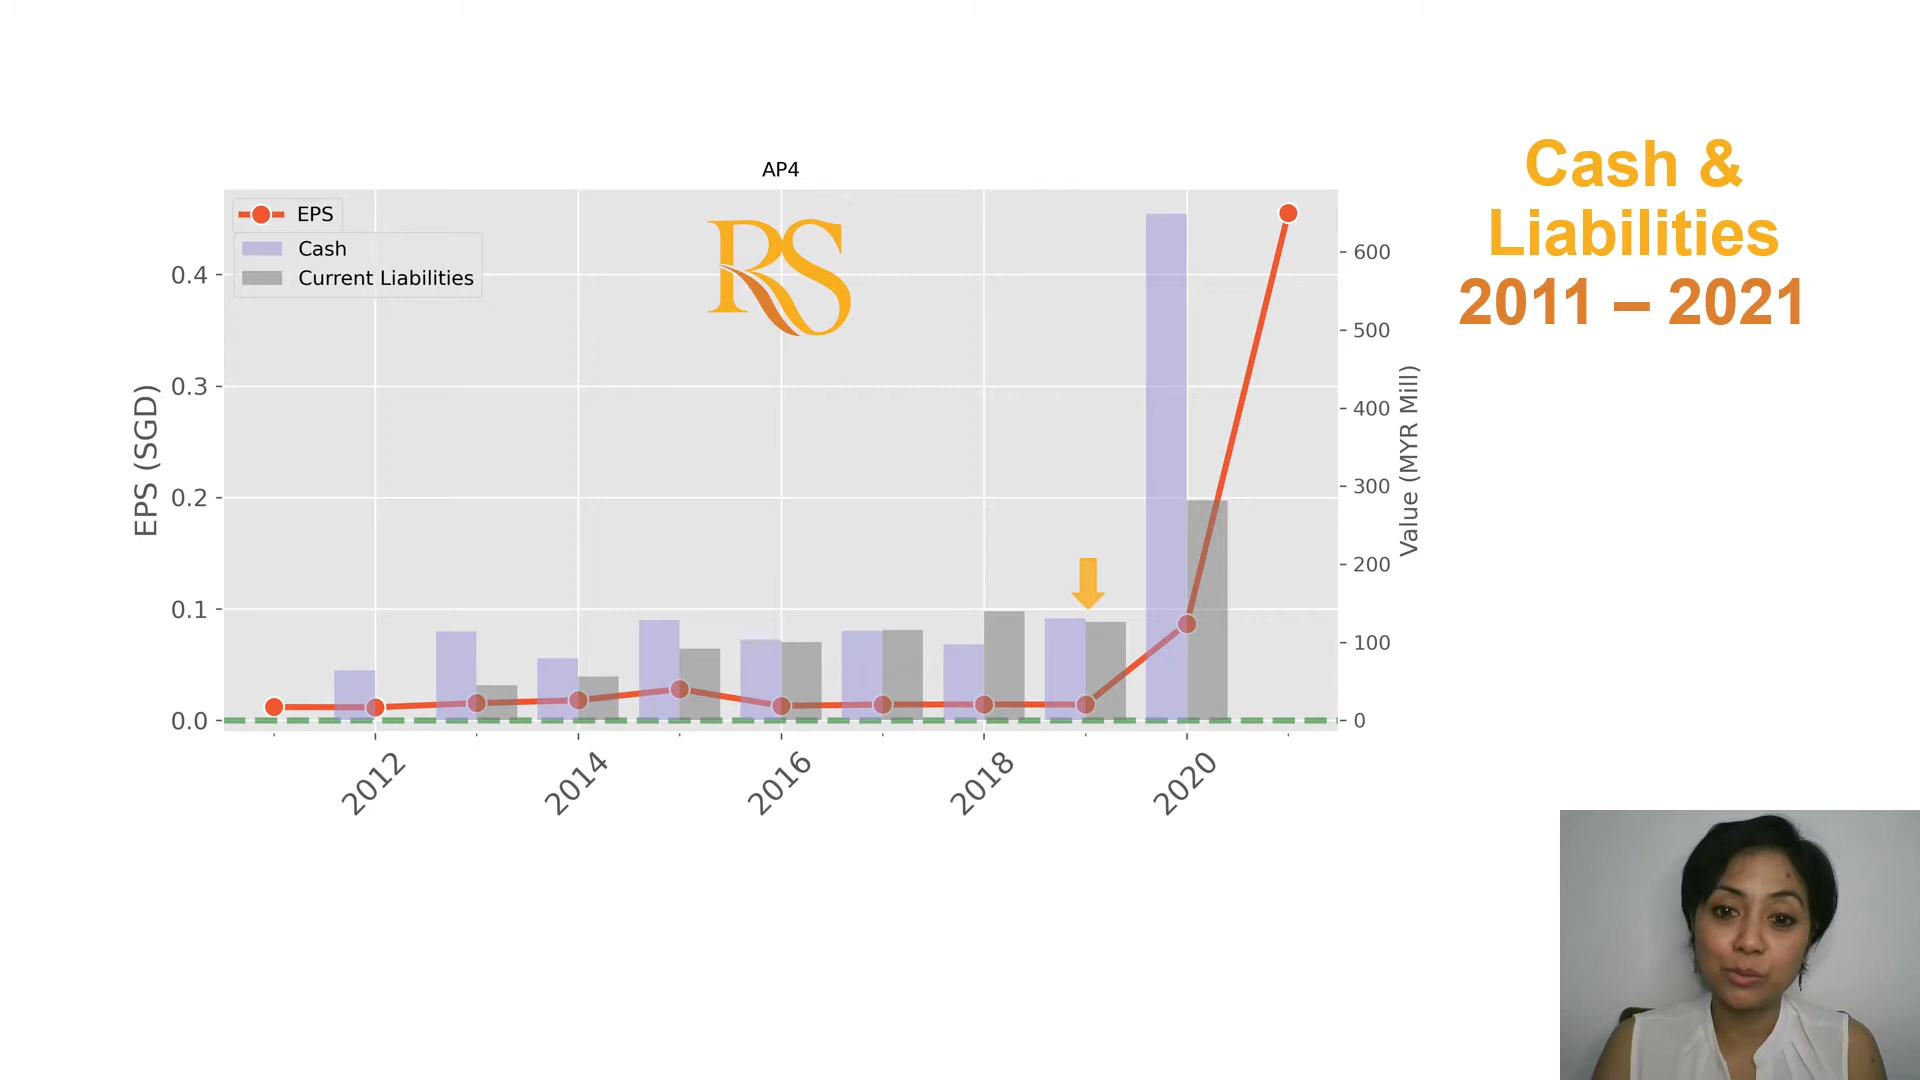 AP4
EPS
Cash
Current Liabilities
RS
EPS (SGD)
0.4
0.3
0.2
0.1
0.0
600
500
400
300
200
100
0
Value (MYR Mill)
2012
2014
2016
2018
2020
Cash &
Liabilities
2011 – 2021